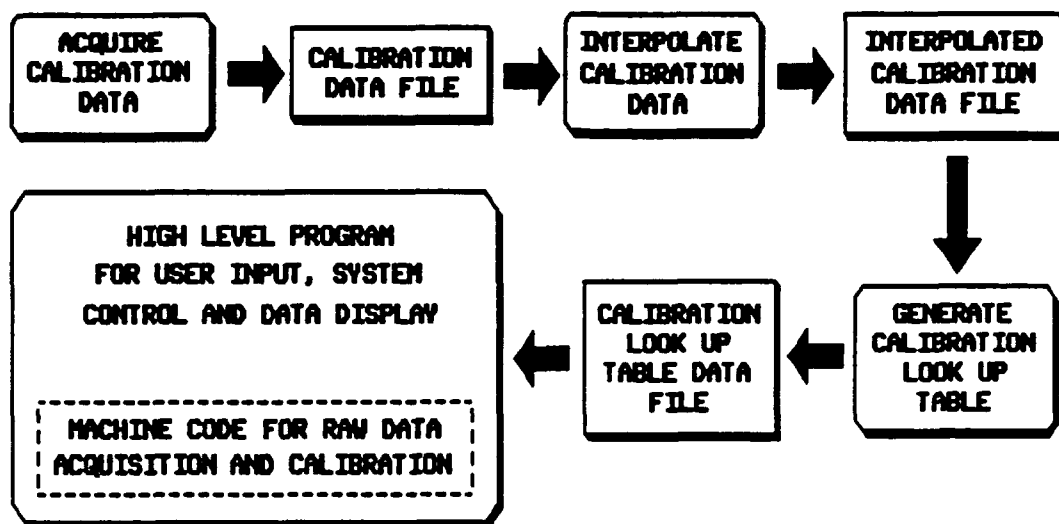 ACQUIRE
CALIBRATION
DATA
CALIBRATION
DATA FILE
INTERPOLATE
CALIBRATION
DATA
INTERPOLATED
CALIBRATION
DATA FILE
GENERATE
CALIBRATION
LOOK UP
TABLE
CALIBRATION
LOOK UP
TABLE DATA
FILE
HIGH LEVEL PROGRAM
FOR USER INPUT, SYSTEM
CONTROL AND DATA DISPLAY
MACHINE CODE FOR RAW DATA
ACQUISITION AND CALIBRATION